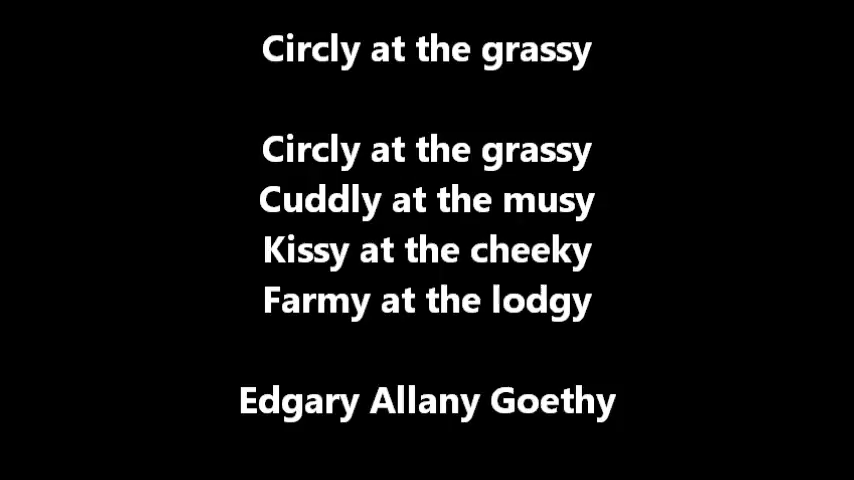 Circly at the grassy
Circly at the grassy
Cuddly at the musy
Kissy at the cheeky
Farmy at the lodgy
Edgary Allany Goethy